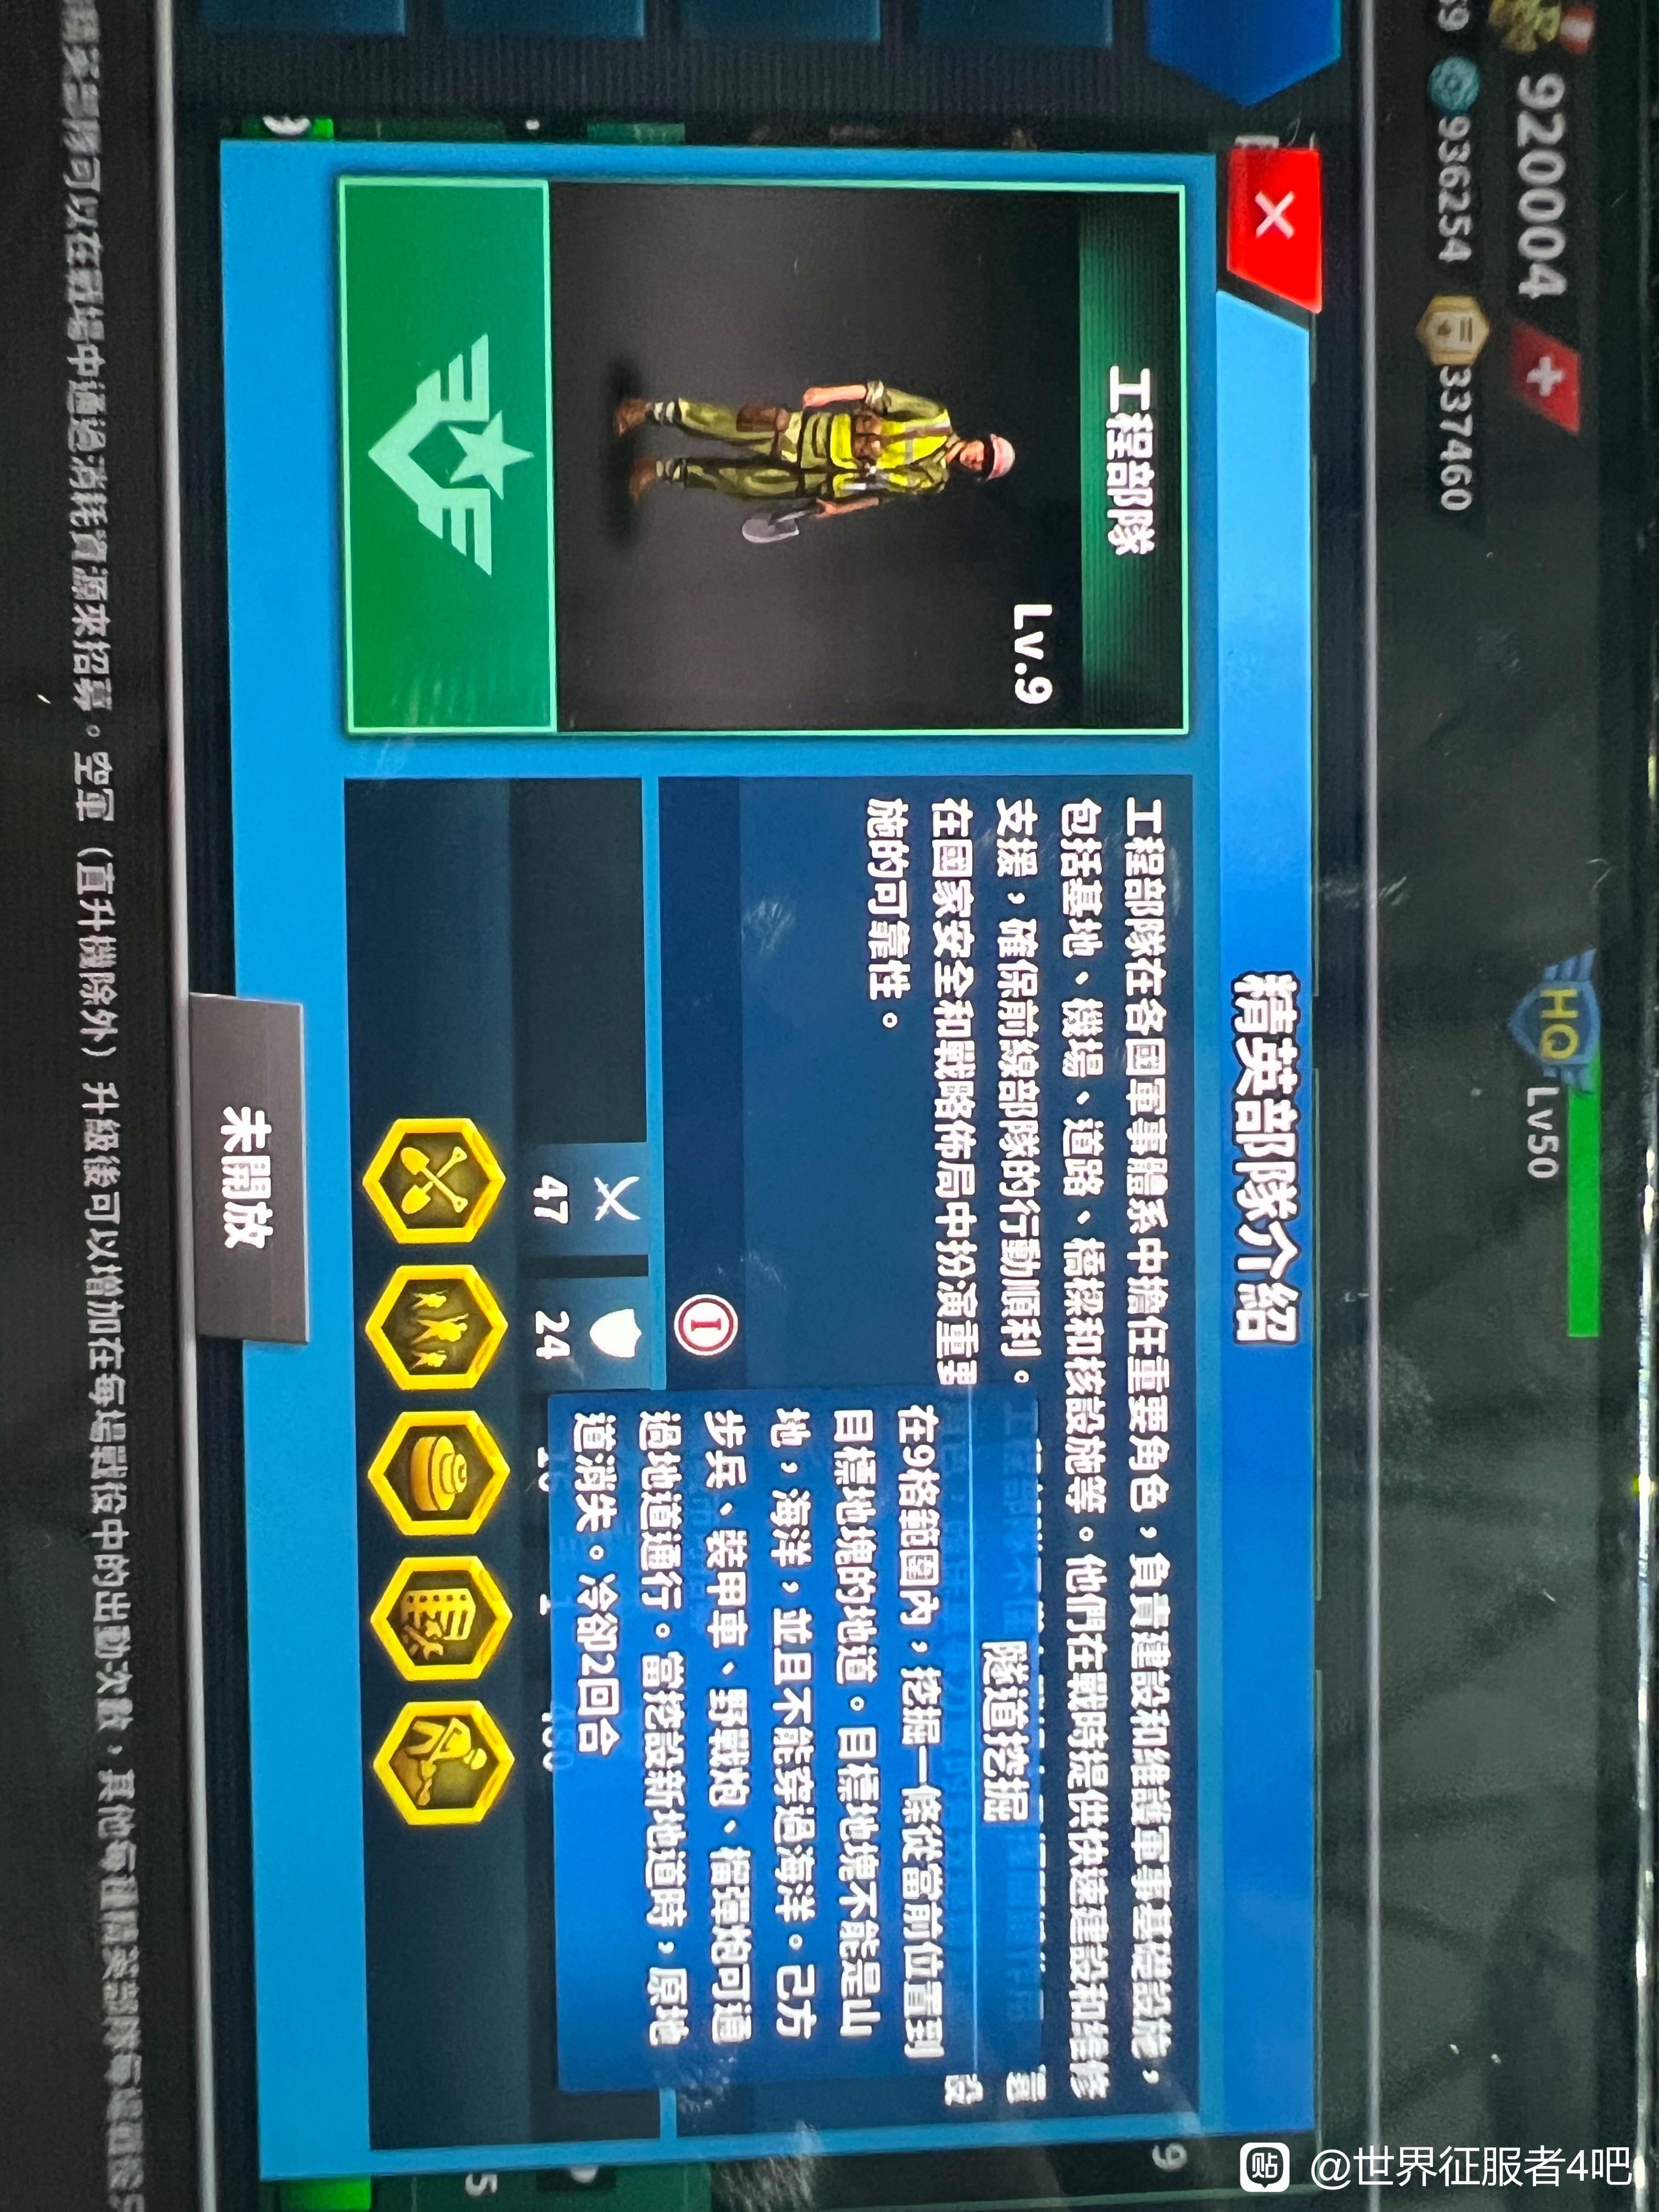 920004
HQ
Lv50
936254
337460
@世界征服者4吧
貼
精英部隊介紹
工程部隊
Lv.9
工程部隊在各國軍事體系中擔任重要角色，負責建設和維護軍事基礎設施，
包括基地、機場、道路、橋樑和核設施等。他們在戰時提供快速建設和維修
支援，確保前線部隊的行動順利。
在國家安全和戰略佈局中扮演重要
施的可靠性。
隧道挖掘
在9格範圍內，挖掘一條從當前位置到
目標地塊的地道。目標地塊不能是山
地，海洋，並且不能穿過海洋。己方
步兵、裝甲車、野戰炮、榴彈炮可通
過地道通行。當挖設新地道時，原地
道消失。冷卻2回合
I
47
24
16
1
480
未開放
精英部隊可以在戰場中通過消耗資源來招募。空軍（直升機除外）升級後可以增加在每場戰役中的出動次數，其他每種精英部隊每場戰役